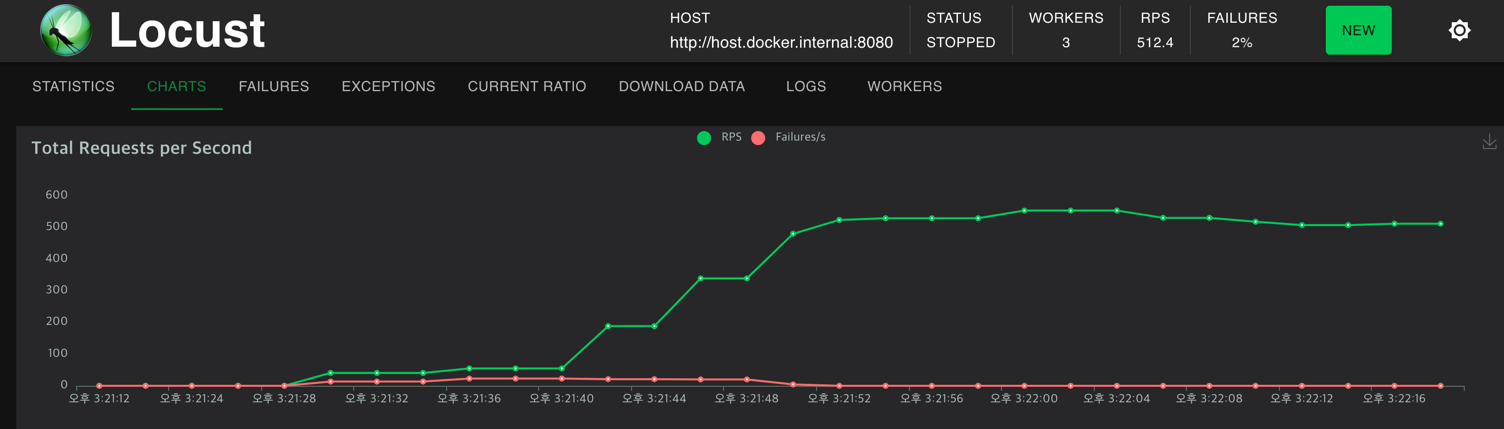 Locust
HOST
http://host.docker.internal:8080
STATUS
STOPPED
WORKERS
3
RPS
512.4
FAILURES
2%
NEW
STATISTICS CHARTS FAILURES EXCEPTIONS CURRENT RATIO DOWNLOAD DATA LOGS WORKERS
Total Requests per Second
RPS Failures/s
600
500
400
300
200
100
0
오후 3:21:12 오후 3:21:24 오후 3:21:28 오후 3:21:32 오후 3:21:36 오후 3:21:40 오후 3:21:44 오후 3:21:48 오후 3:21:52 오후 3:21:56 오후 3:22:00 오후 3:22:04 오후 3:22:08 오후 3:22:12 오후 3:22:16